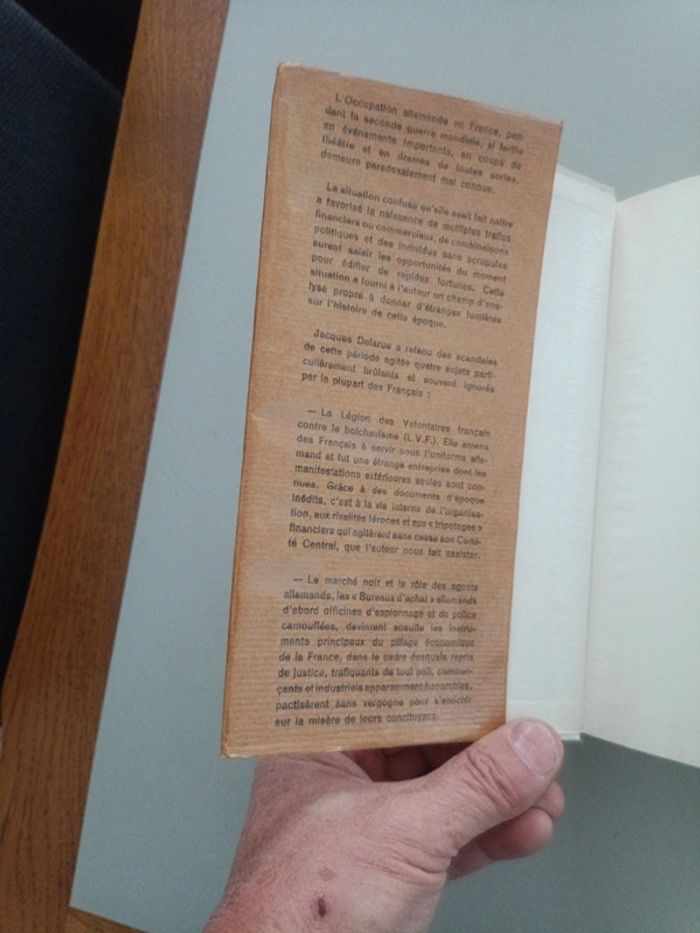 L'Occupation allemande en France, pen-
dant la seconde guerre mondiale, si fertile
en événements importants, en coups de
théâtre et en drames de toutes sortes,
demeure paradoxalement mal connue.
La situation confuse qu'elle avait fait naître
a favorisé la naissance de multiples trafics
financiers ou commerciaux, de combinaisons
politiques et des individus sans scrupules
surent saisir les opportunités du moment
pour édifier de rapides fortunes. Cette
situation a fourni à l'auteur un champ d'ana-
lyse propre à donner d'étranges lumières
sur l'histoire de cette époque.
Jacques Delarue a retenu des scandales
de cette période agitée quatre sujets parti-
culièrement brûlants et souvent ignorés
par la plupart des Français :
— La Légion des Volontaires français
contre le bolchevisme (L.V.F.). Elle amena
des Français à servir sous l'uniforme alle-
mand et fut une étrange entreprise dont les
manifestations extérieures seules sont con-
nues. Grâce à des documents d'époque
inédits, c'est à la vie interne de l'organisa-
tion, aux rivalités féroces et aux « tripotages »
financiers qui agitèrent sans cesse son Comi-
té Central, que l'auteur nous fait assister.
— Le marché noir et le rôle des agents
allemands, les « Bureaux d'achat » allemands
d'abord officines d'espionnage et de police
camouflées, devinrent ensuite les instru-
ments principaux du pillage économique
de la France, dans le cadre desquels repris
de justice, trafiquants de tout poil, commer-
çants et industriels apparemment honorables,
pactisèrent sans vergogne pour s'enrichir
sur la misère de leurs concitoyens.